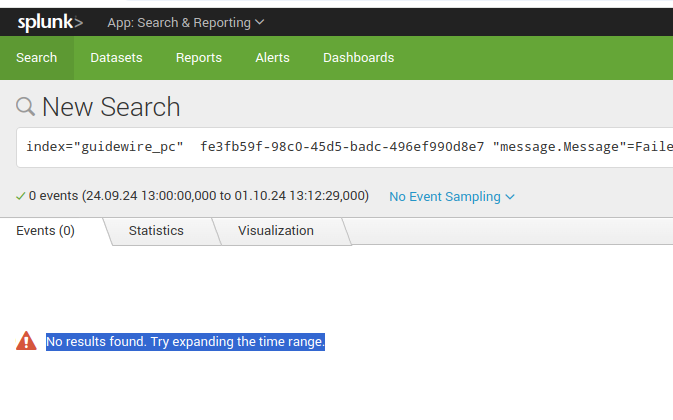 splunk> App: Search & Reporting
Search Datasets Reports Alerts Dashboards
New Search
index="guidewire_pc"  fe3fb59f-98c0-45d5-badc-496ef990d8e7 "message.Message"=Faile
0 events (24.09.24 13:00:00,000 to 01.10.24 13:12:29,000) No Event Sampling
Events (0) Statistics Visualization
No results found. Try expanding the time range.